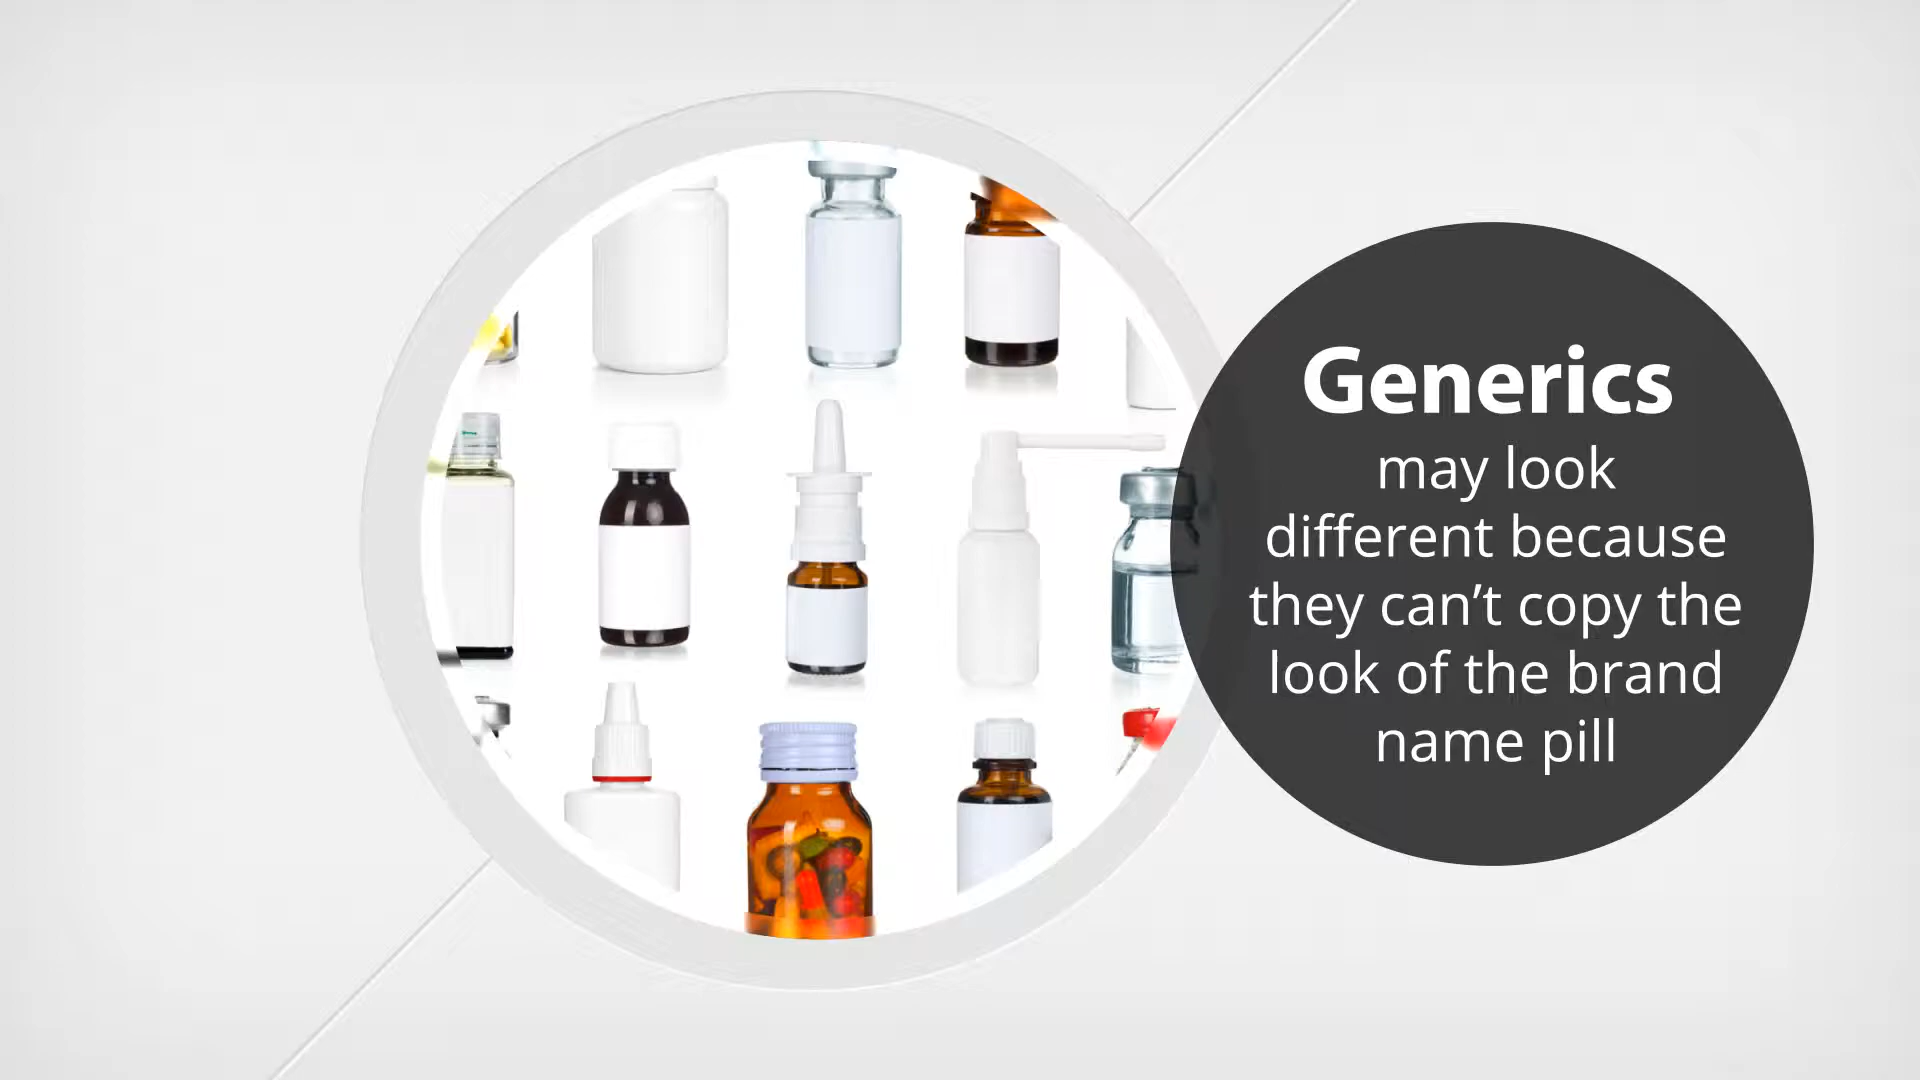 Generics
may look
different because
they can’t copy the
look of the brand
name pill